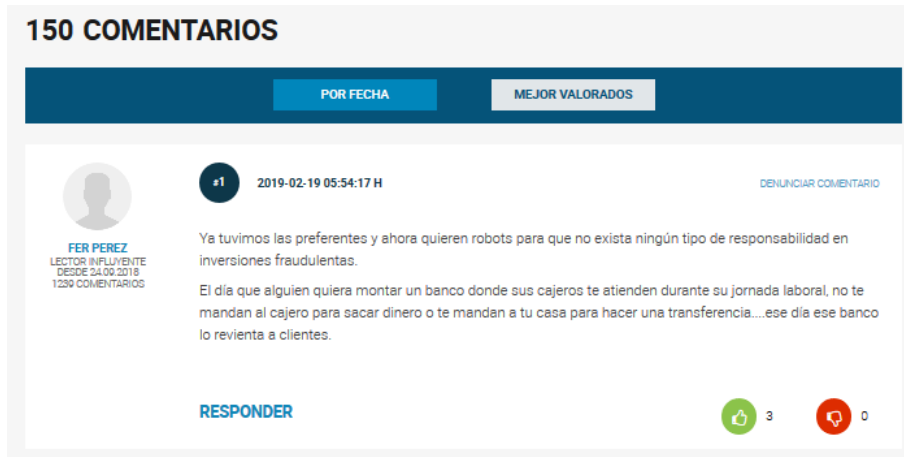 150 COMENTARIOS
POR FECHA
MEJOR VALORADOS
#1
2019-02-19 05:54:17 H
DENUNCIAR COMENTARIO
FER PEREZ
LECTOR INFLUYENTE
DESDE 24.09.2018
1239 COMENTARIOS
Ya tuvimos las preferentes y ahora quieren robots para que no exista ningún tipo de responsabilidad en
inversiones fraudulentas.
El día que alguien quiera montar un banco donde sus cajeros te atienden durante su jornada laboral, no te
mandan al cajero para sacar dinero o te mandan a tu casa para hacer una transferencia....ese día ese banco
lo revienta a clientes.
RESPONDER
3
0